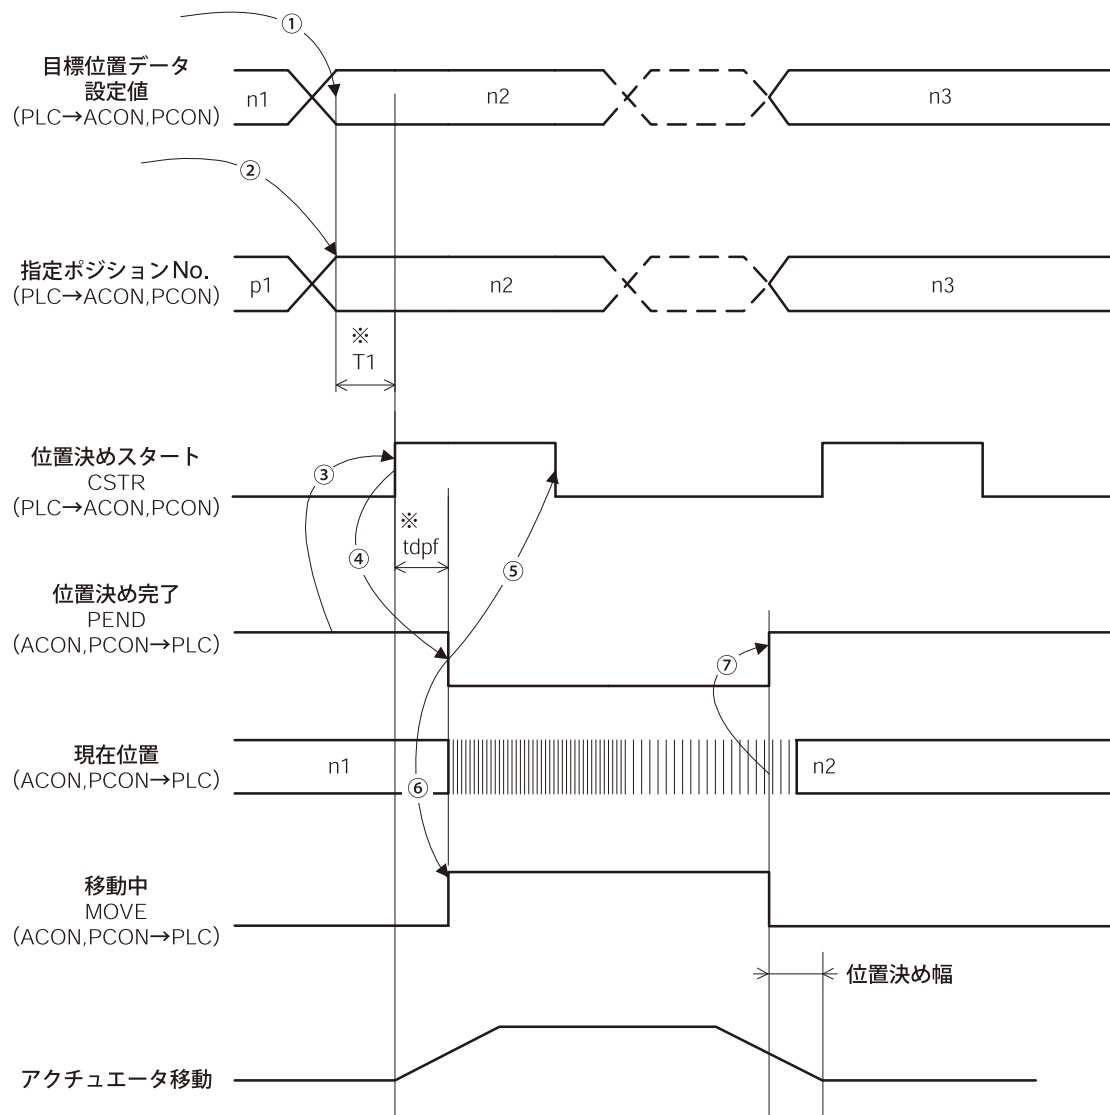 ①
目標位置データ
設定値
(PLC→ACON,PCON)
n1
n2
n3
②
指定ポジションNo.
(PLC→ACON,PCON)
p1
n2
n3
※
T1
位置決めスタート
CSTR
(PLC→ACON,PCON)
③
※
tdpf
④
⑤
位置決め完了
PEND
(ACON,PCON→PLC)
⑦
現在位置
(ACON,PCON→PLC)
n1
n2
⑥
移動中
MOVE
(ACON,PCON→PLC)
位置決め幅
アクチュエータ移動